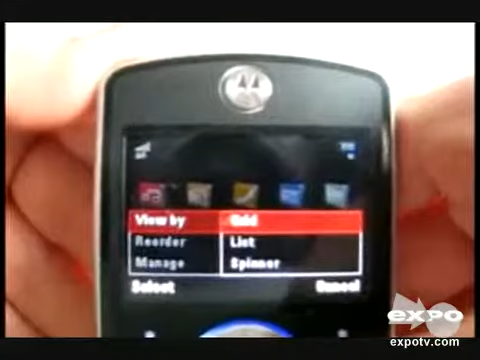 View by Grid
Reorder List
Manage Spinner
Select Cancel
EXPO
expotv.com